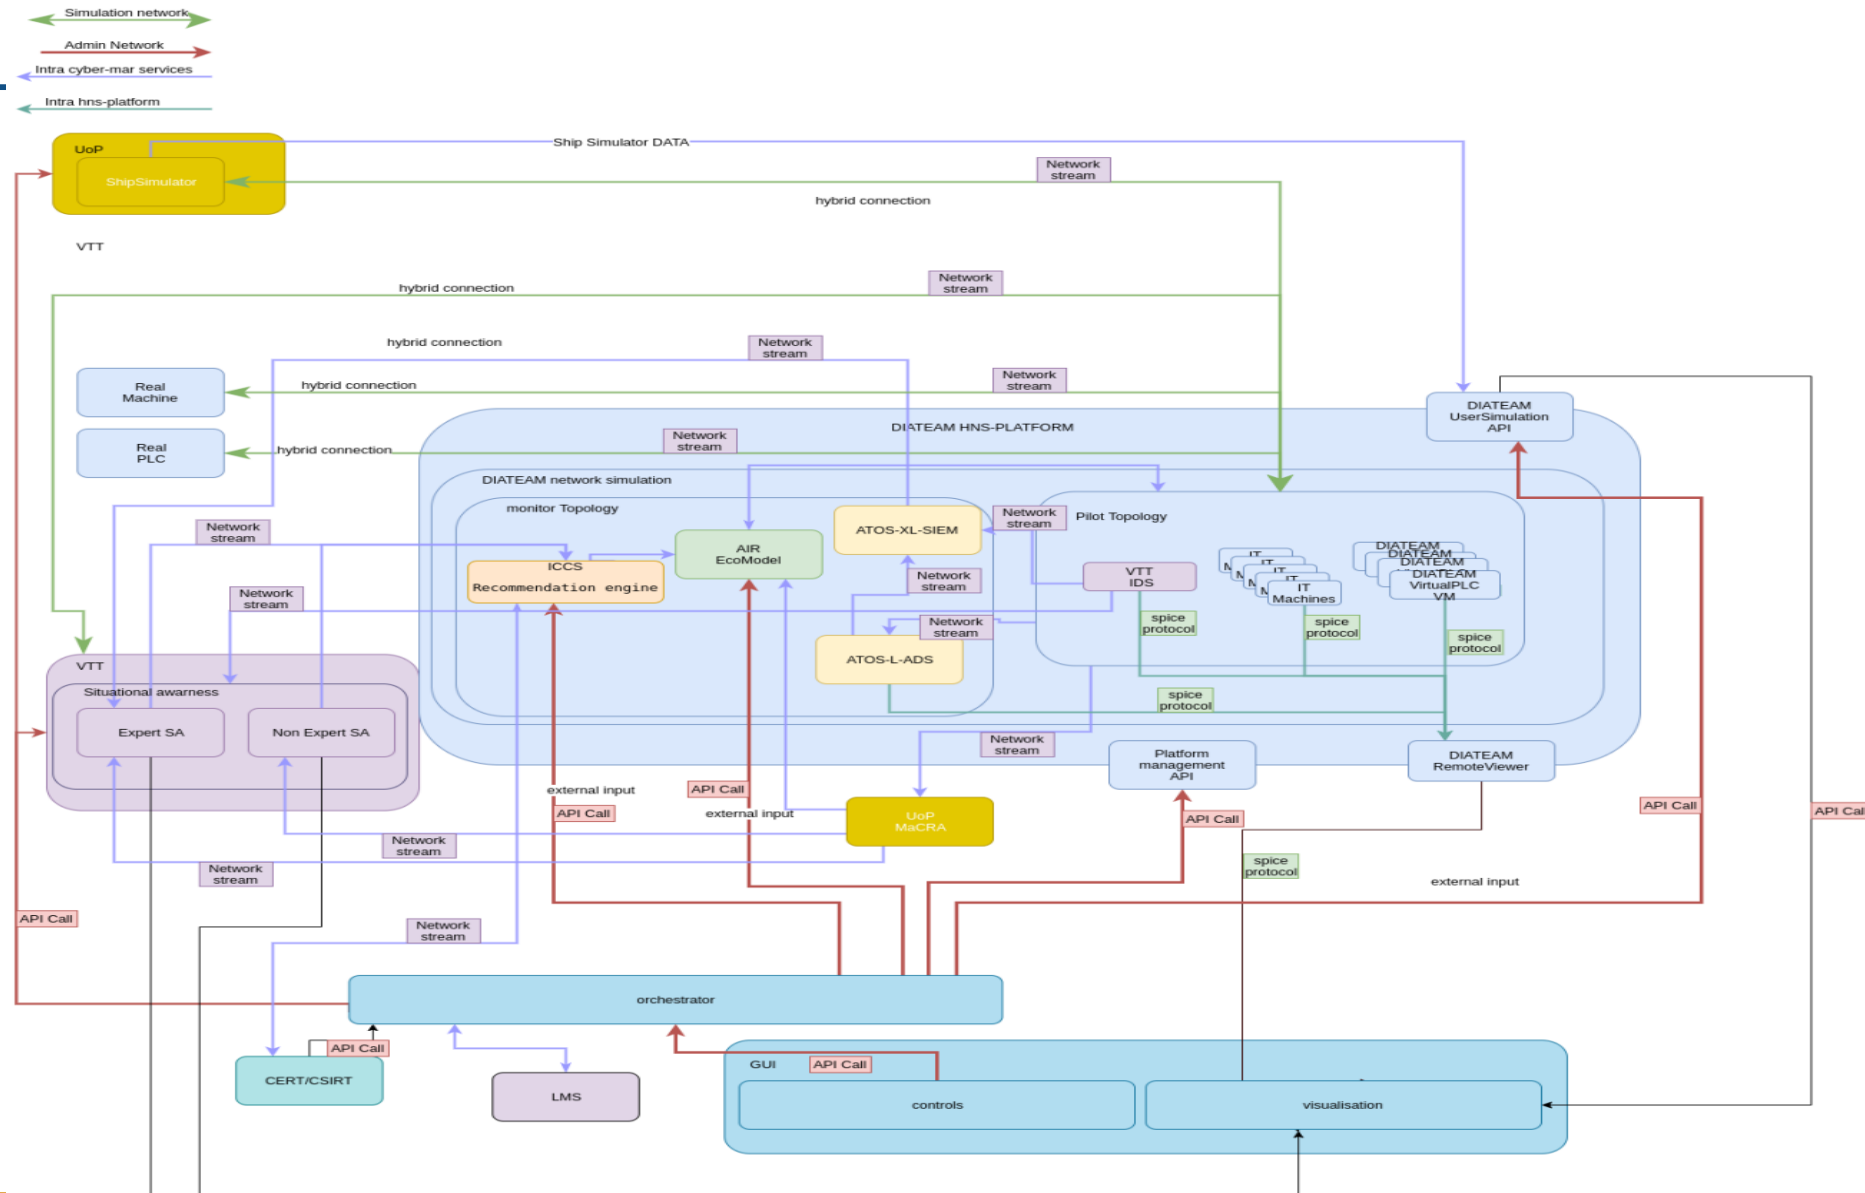 Simulation network
Admin Network
Intra cyber-mar services
Intra hns-platform
UoP
ShipSimulator
Ship Simulator DATA
Network
stream
hybrid connection
VTT
hybrid connection
Network
stream
hybrid connection
Network
stream
Real
Machine
hybrid connection
Network
stream
DIATEAM
UserSimulation
API
Real
PLC
hybrid connection
Network
stream
DIATEAM HNS-PLATFORM
DIATEAM network simulation
monitor Topology
ATOS-XL-SIEM
Network
stream
Pilot Topology
Network
stream
AIR
EcoModel
ICCS
Recommendation engine
Network
stream
VTT
IDS
IT
IT
IT
IT
IT
Machines
DIATEAM
DIATEAM
DIATEAM
DIATEAM
VirtualPLC
VM
Network
stream
Network
stream
spice
protocol
spice
protocol
spice
protocol
ATOS-L-ADS
VTT
Situational awarness
Expert SA
Non Expert SA
spice
protocol
Network
stream
Platform
management
API
DIATEAM
RemoteViewer
external input
API Call
API Call
external input
UoP
MaCRA
API Call
API Call
API Call
Network
stream
Network
stream
spice
protocol
external input
API Call
Network
stream
orchestrator
API Call
CERT/CSIRT
LMS
GUI
API Call
controls
visualisation